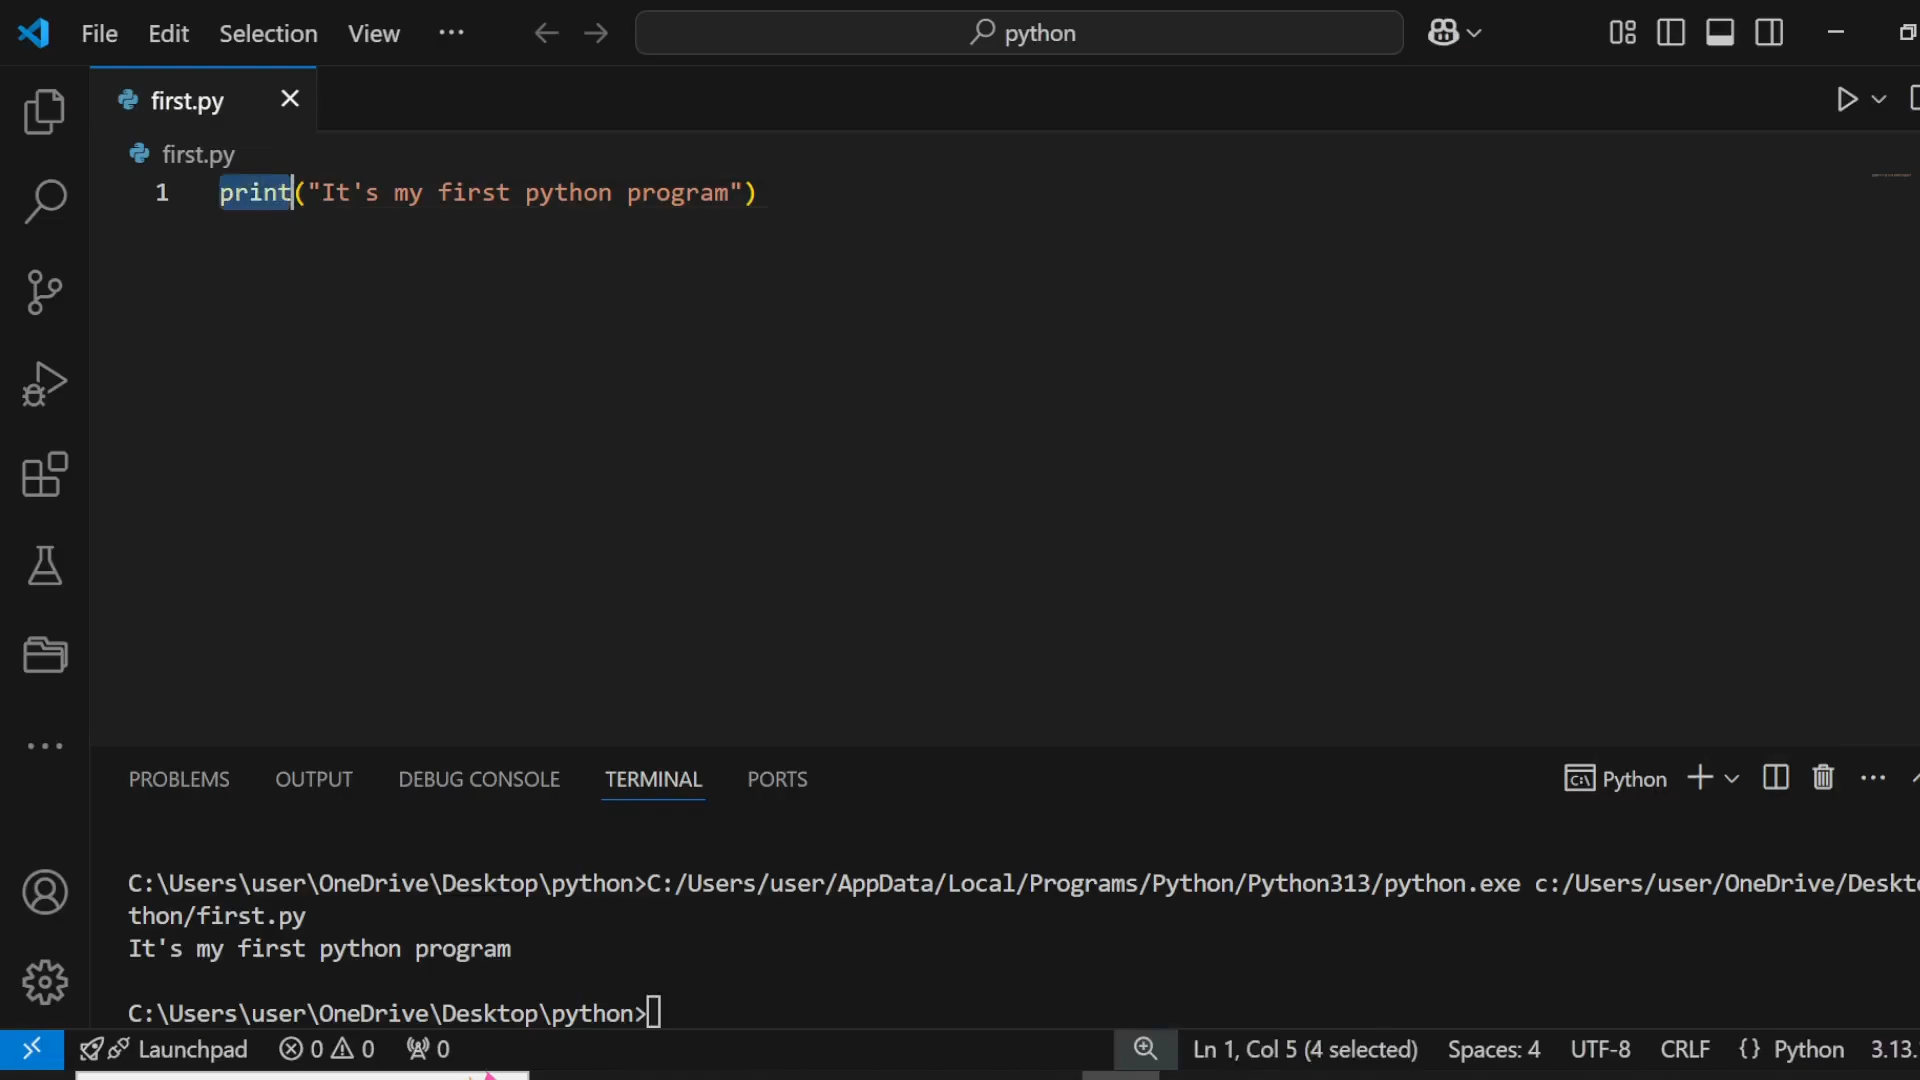 File Edit Selection View ··· python
first.py
first.py
1 print("It's my first python program")
PROBLEMS OUTPUT DEBUG CONSOLE TERMINAL PORTS Python
C:\Users\user\OneDrive\Desktop\python>C:/Users/user/AppData/Local/Programs/Python/Python313/python.exe c:/Users/user/OneDrive/Deskto
thon/first.py
It's my first python program
C:\Users\user\OneDrive\Desktop\python>
Launchpad 0 0 0 Ln 1, Col 5 (4 selected) Spaces: 4 UTF-8 CRLF {} Python 3.13.